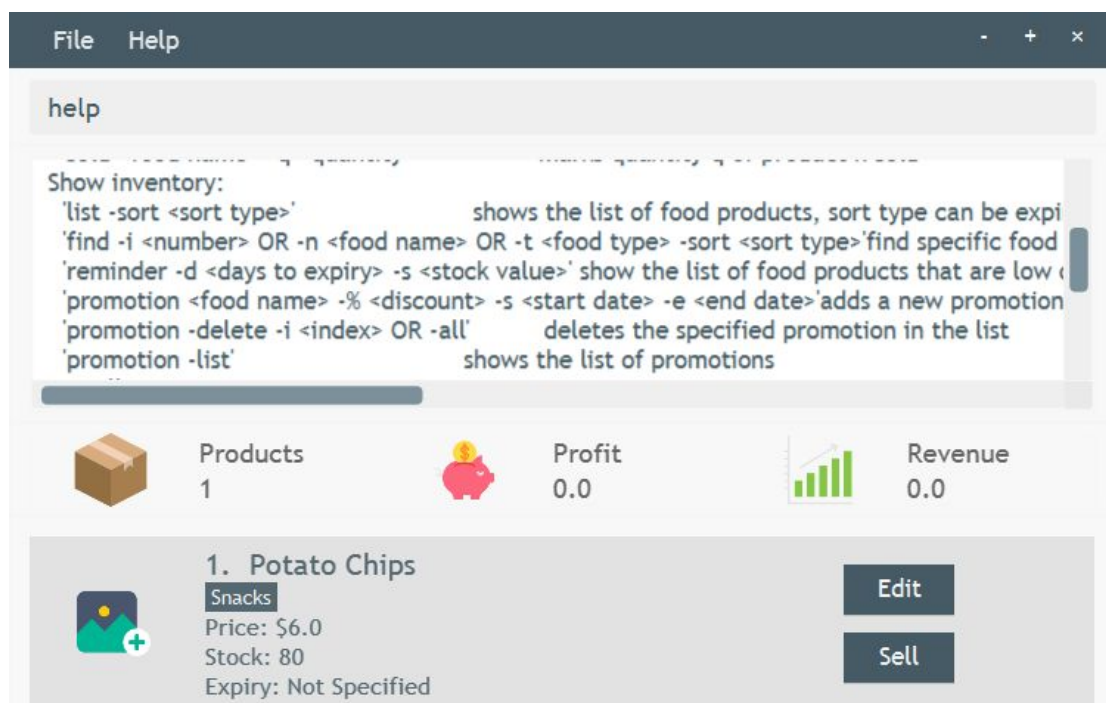 File Help - + ×
help
Show inventory:
'list -sort <sort type>' shows the list of food products, sort type can be expi
'find -i <number> OR -n <food name> OR -t <food type> -sort <sort type>'find specific food
'reminder -d <days to expiry> -s <stock value>' show the list of food products that are low
'promotion <food name> -% <discount> -s <start date> -e <end date>'adds a new promotion
'promotion -delete -i <index> OR -all' deletes the specified promotion in the list
'promotion -list' shows the list of promotions
Products
1
Profit
0.0
Revenue
0.0
1. Potato Chips
Snacks
Price: $6.0
Stock: 80
Expiry: Not Specified
Edit
Sell